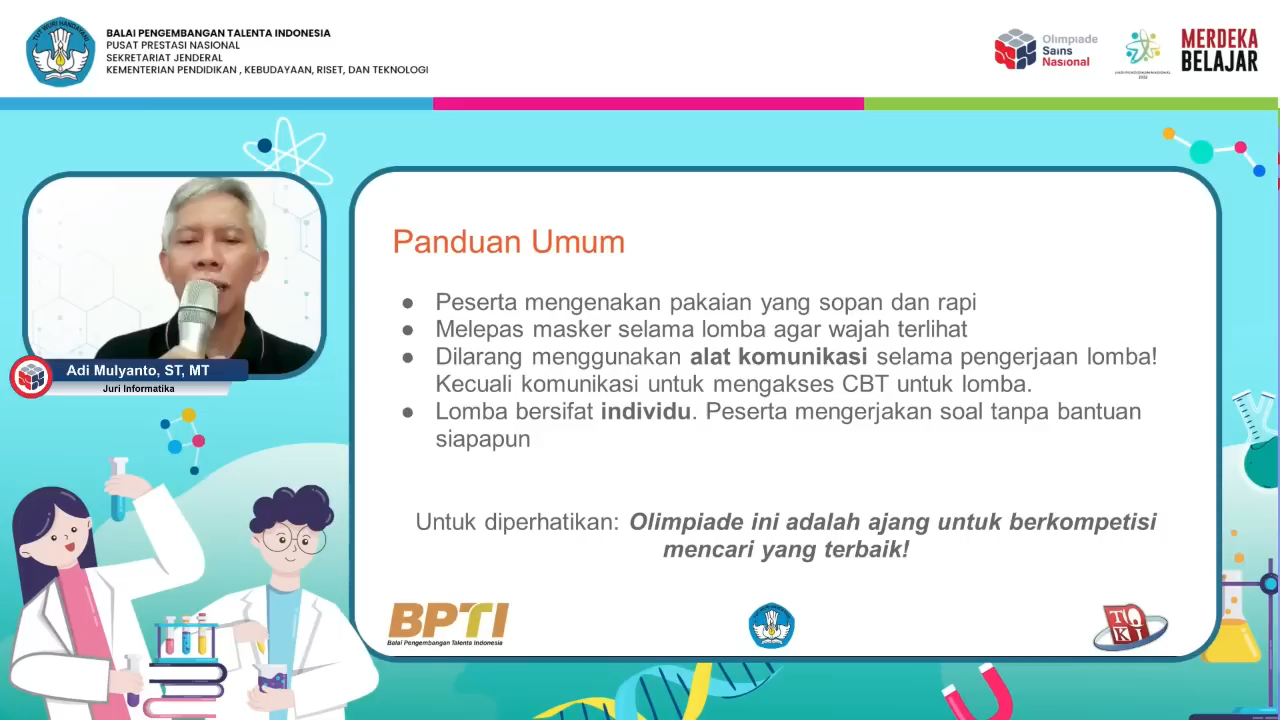 BALAI PENGEMBANGAN TALENTA INDONESIA
PUSAT PRESTASI NASIONAL
SEKRETARIAT JENDERAL
KEMENTERIAN PENDIDIKAN , KEBUDAYAAN, RISET, DAN TEKNOLOGI
TUT WURI HANDAYANI
Olimpiade
Sains
Nasional
MERDEKA
BELAJAR
Adi Mulyanto, ST, MT
Juri Informatika
Panduan Umum
● Peserta mengenakan pakaian yang sopan dan rapi
● Melepas masker selama lomba agar wajah terlihat
● Dilarang menggunakan alat komunikasi selama pengerjaan lomba!
Kecuali komunikasi untuk mengakses CBT untuk lomba.
● Lomba bersifat individu. Peserta mengerjakan soal tanpa bantuan
siapapun
Untuk diperhatikan: Olimpiade ini adalah ajang untuk berkompetisi
mencari yang terbaik!
BPTI
Balai Pengembangan Talenta Indonesia
TOKI